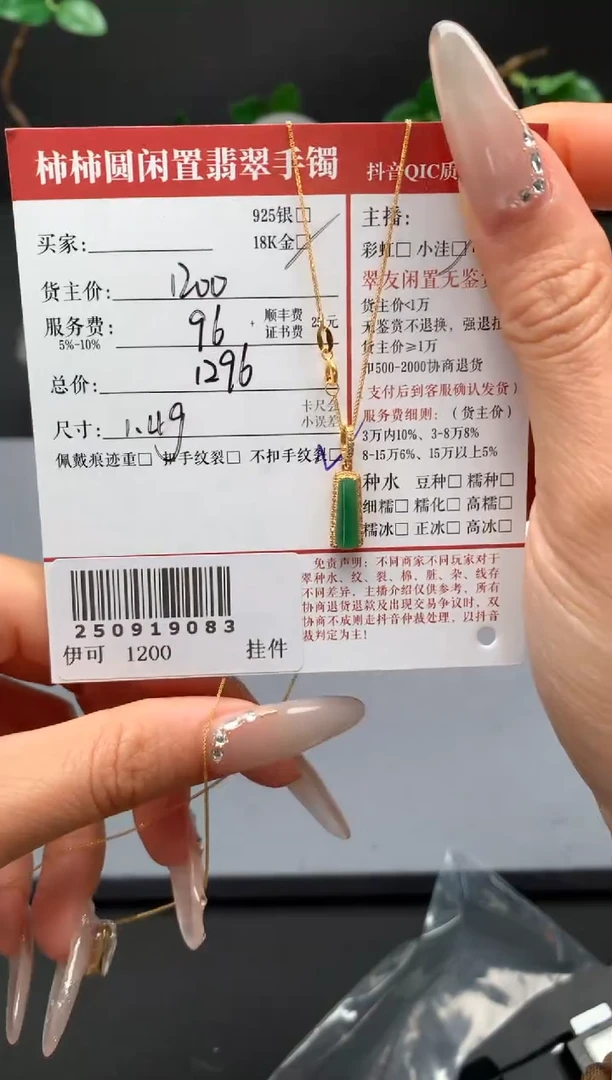 柿柿圆闲置翡翠手镯
抖音QIC质
925银□
18K金□
买家:
货主价: 1200
服务费: 96 + 顺丰费 证书费 25元
5%-10%
总价: 1296
卡尺
小误差
尺寸: 1.49
佩戴痕迹重□ 扣手纹裂□ 不扣手纹裂□
主播:
彩虹□ 小洼□
翠友闲置无鉴
货主价<1万
无鉴赏不退换，强退扣
货主价≥1万
扣500-2000协商退货
支付后到客服确认发货)
服务费细则:（货主价）
3万内10%、3-8万8%
8-15万6%、15万以上5%
种水 豆种□ 糯种□
细糯□ 糯化□ 高糯□
糯冰□ 正冰□ 高冰□
免责声明: 不同商家不同玩家对于
翠种水、纹、裂、棉、脏、杂、线存
不同差异，主播介绍仅供参考，所有
协商退货退款及出现交易争议时，双
协商不成则走抖音仲裁处理，以抖音
裁判定为主!
250919083
伊可 1200 挂件